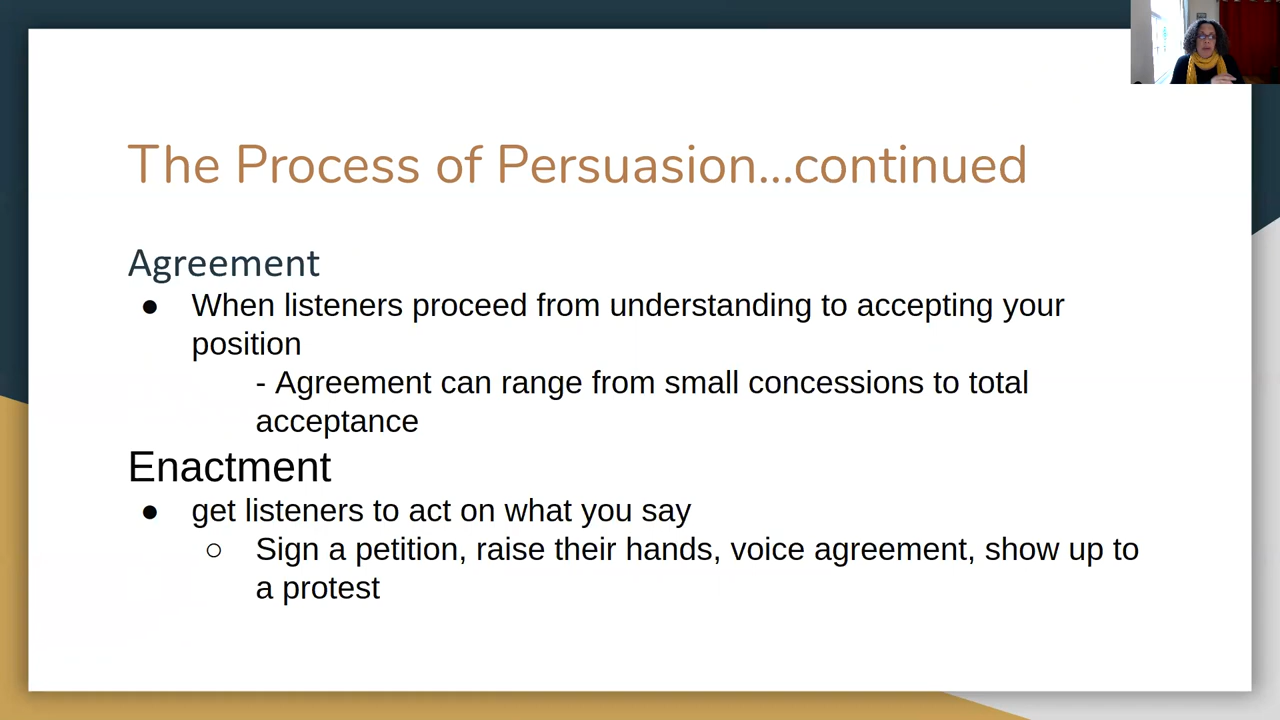 The Process of Persuasion...continued
Agreement
● When listeners proceed from understanding to accepting your
position
- Agreement can range from small concessions to total
acceptance
Enactment
● get listeners to act on what you say
○ Sign a petition, raise their hands, voice agreement, show up to
a protest